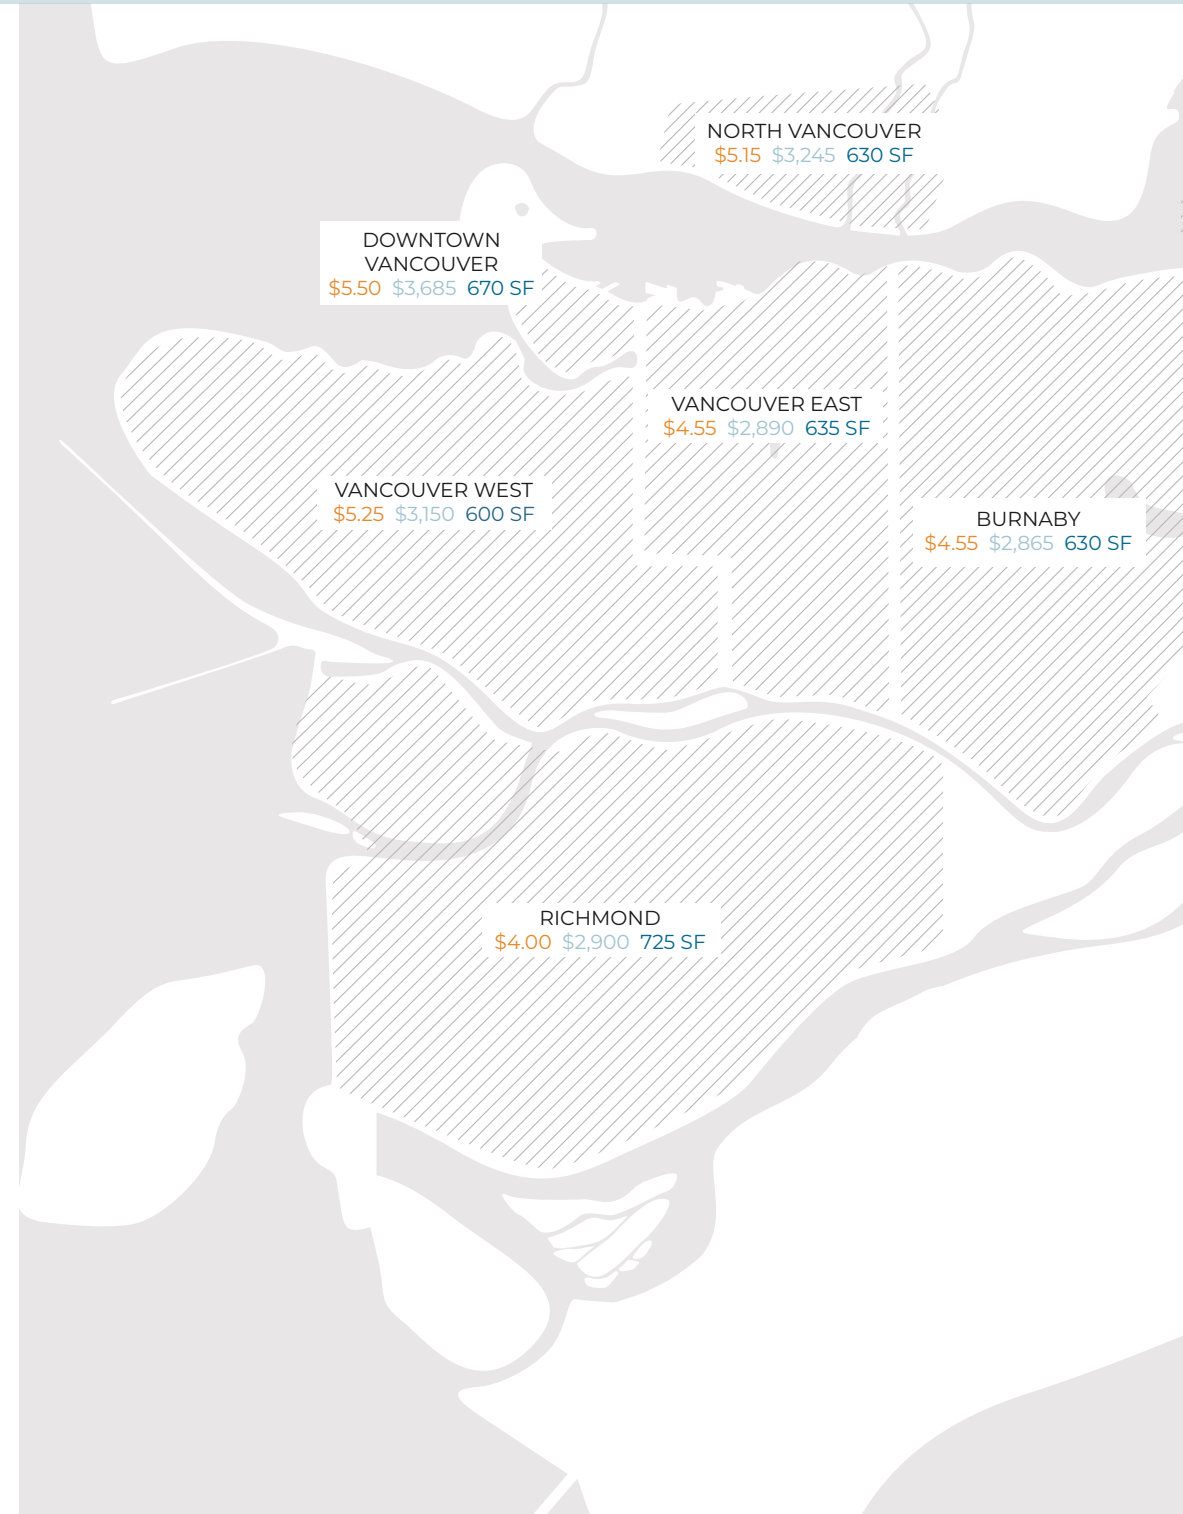 NORTH VANCOUVER
$5.15 $3,245 630 SF
DOWNTOWN
VANCOUVER
$5.50 $3,685 670 SF
VANCOUVER EAST
$4.55 $2,890 635 SF
VANCOUVER WEST
$5.25 $3,150 600 SF
BURNABY
$4.55 $2,865 630 SF
RICHMOND
$4.00 $2,900 725 SF